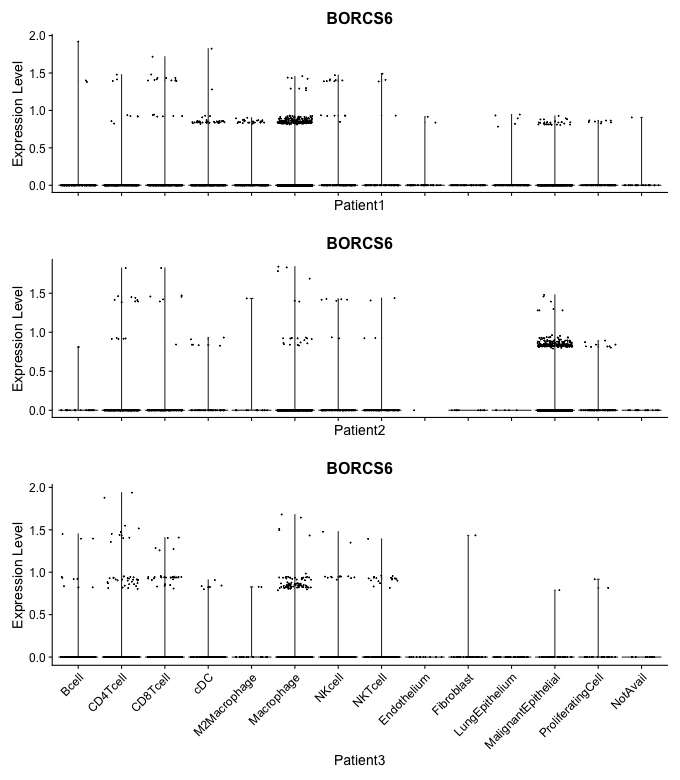 BORCS6
Expression Level
2.0
1.5
1.0
0.5
0.0
Patient1
BORCS6
Expression Level
1.5
1.0
0.5
0.0
Patient2
BORCS6
Expression Level
2.0
1.5
1.0
0.5
0.0
Bcell
CD4Tcell
CD8Tcell
cDC
M2Macrophage
Macrophage
NKcell
NKTcell
Endothelium
Fibroblast
LungEpithelium
MalignantEpithelial
ProliferatingCell
NotAvail
Patient3